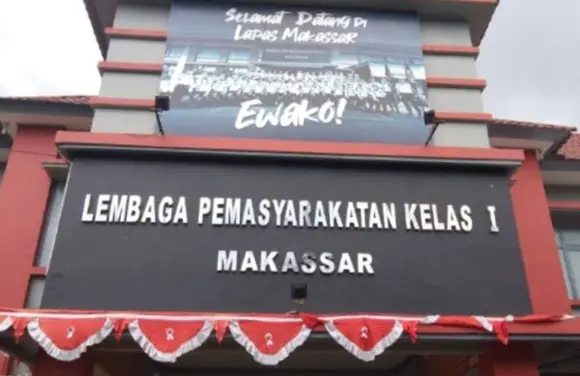 Selamat Datang Di
Lapas Makassar
Ewako!
LEMBAGA PEMASYARAKATAN KELAS I
MAKASSAR